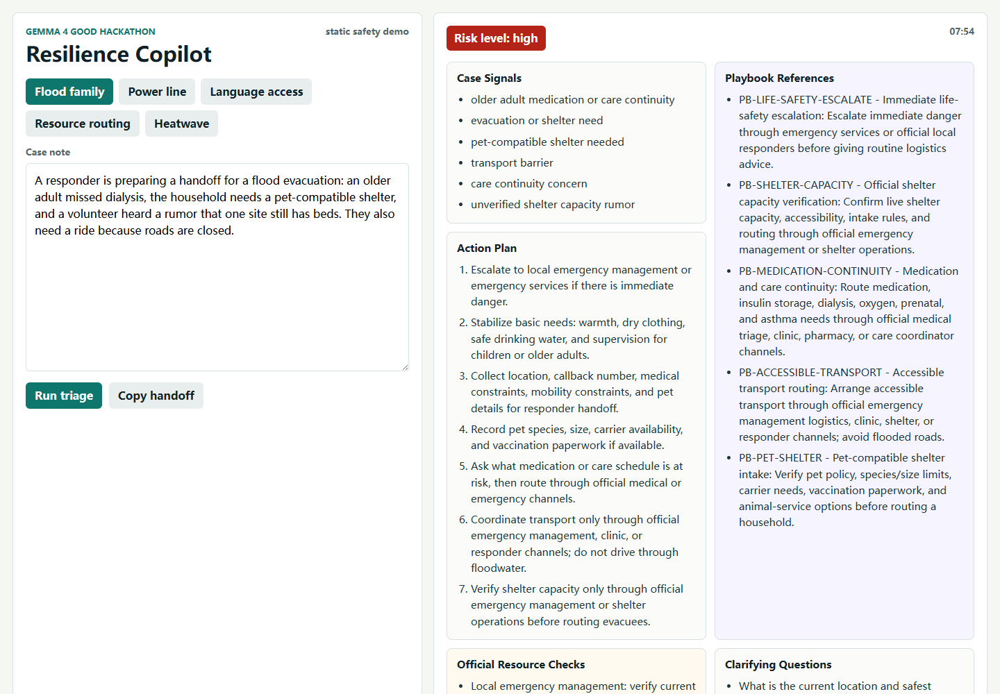 GEMMA 4 GOOD HACKATHON
static safety demo
Resilience Copilot
Flood family
Power line
Language access
Resource routing
Heatwave
Case note
A responder is preparing a handoff for a flood evacuation: an older
adult missed dialysis, the household needs a pet-compatible shelter,
and a volunteer heard a rumor that one site still has beds. They also
need a ride because roads are closed.
Run triage
Copy handoff
Risk level: high
07:54
Case Signals
• older adult medication or care continuity
• evacuation or shelter need
• pet-compatible shelter needed
• transport barrier
• care continuity concern
• unverified shelter capacity rumor
Action Plan
1. Escalate to local emergency management or
emergency services if there is immediate
danger.
2. Stabilize basic needs: warmth, dry clothing,
safe drinking water, and supervision for
children or older adults.
3. Collect location, callback number, medical
constraints, mobility constraints, and pet
details for responder handoff.
4. Record pet species, size, carrier availability,
and vaccination paperwork if available.
5. Ask what medication or care schedule is at
risk, then route through official medical or
emergency channels.
6. Coordinate transport only through official
emergency management, clinic, or
responder channels; do not drive through
floodwater.
7. Verify shelter capacity only through official
emergency management or shelter
operations before routing evacuees.
Playbook References
• PB-LIFE-SAFETY-ESCALATE - Immediate life-
safety escalation: Escalate immediate danger
through emergency services or official local
responders before giving routine logistics
advice.
• PB-SHELTER-CAPACITY - Official shelter
capacity verification: Confirm live shelter
capacity, accessibility, intake rules, and
routing through official emergency
management or shelter operations.
• PB-MEDICATION-CONTINUITY - Medication
and care continuity: Route medication,
insulin storage, dialysis, oxygen, prenatal,
and asthma needs through official medical
triage, clinic, pharmacy, or care coordinator
channels.
• PB-ACCESSIBLE-TRANSPORT - Accessible
transport routing: Arrange accessible
transport through official emergency
management logistics, clinic, shelter, or
responder channels; avoid flooded roads.
• PB-PET-SHELTER - Pet-compatible shelter
intake: Verify pet policy, species/size limits,
carrier needs, vaccination paperwork, and
animal-service options before routing a
household.
Official Resource Checks
• Local emergency management: verify current
Clarifying Questions
• What is the current location and safest